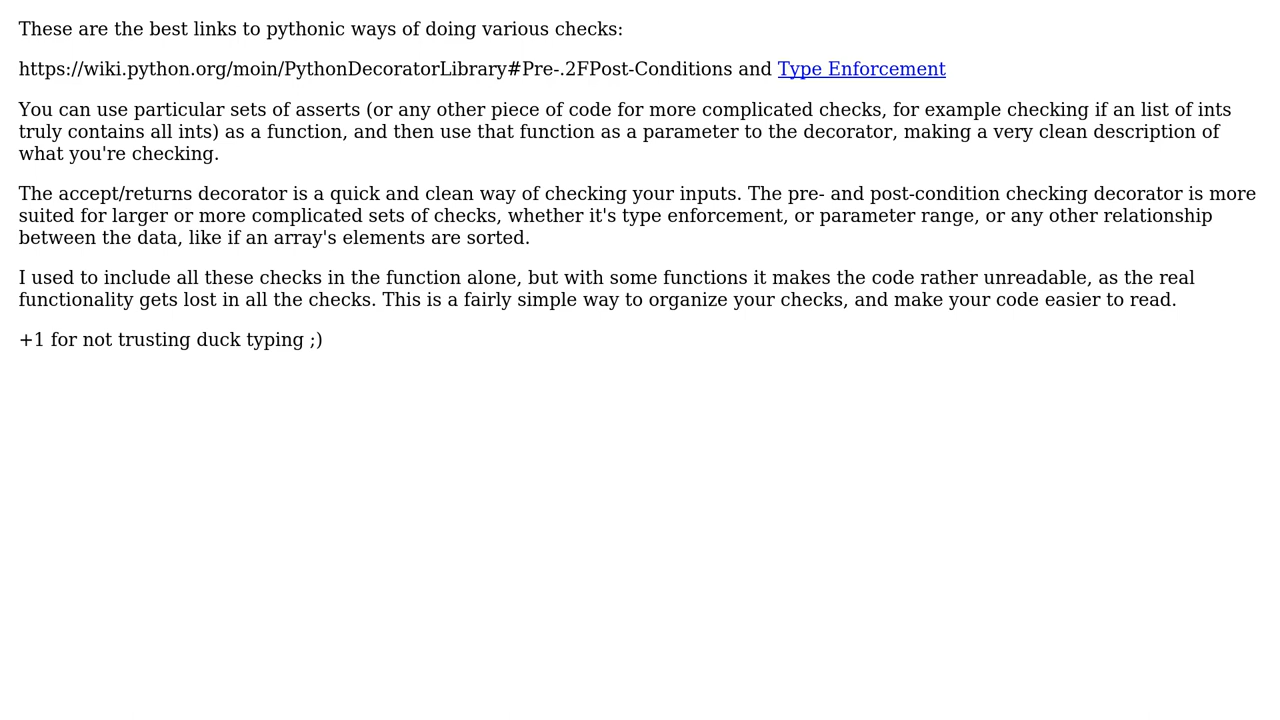 These are the best links to pythonic ways of doing various checks:
https://wiki.python.org/moin/PythonDecoratorLibrary#Pre-.2FPost-Conditions and Type Enforcement
You can use particular sets of asserts (or any other piece of code for more complicated checks, for example checking if an list of ints
truly contains all ints) as a function, and then use that function as a parameter to the decorator, making a very clean description of
what you're checking.
The accept/returns decorator is a quick and clean way of checking your inputs. The pre- and post-condition checking decorator is more
suited for larger or more complicated sets of checks, whether it's type enforcement, or parameter range, or any other relationship
between the data, like if an array's elements are sorted.
I used to include all these checks in the function alone, but with some functions it makes the code rather unreadable, as the real
functionality gets lost in all the checks. This is a fairly simple way to organize your checks, and make your code easier to read.
+1 for not trusting duck typing ;)